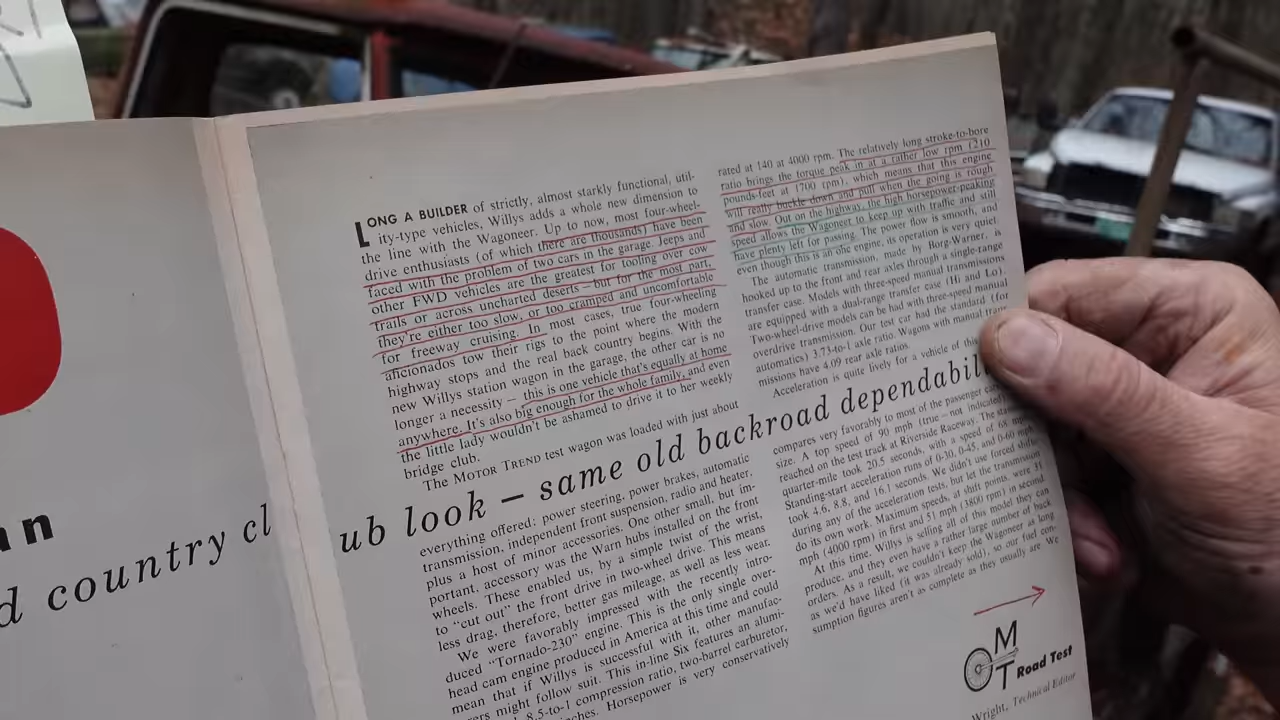 LONG A BUILDER of strictly, almost starkly functional, util-
ity-type vehicles, Willys adds a whole new dimension to
the line with the Wagoneer. Up to now, most four-wheel-
drive enthusiasts (of which there are thousands) have been
faced with the problem of two cars in the garage. Jeeps and
other FWD vehicles are the greatest for tooling over cow
trails or across uncharted deserts — but for the most part,
they're either too slow, or too cramped and uncomfortable
for freeway cruising. In most cases, true four-wheeling
aficionados tow their rigs to the point where the modern
highway stops and the real back country begins. With the
new Willys station wagon in the garage, the other car is no
longer a necessity — this is one vehicle that's equally at home
anywhere. It's also big enough for the whole family, and even
the little lady wouldn't be ashamed to drive it to her weekly
bridge club.
The MOTOR TREND test wagon was loaded with just about
nn
d country cl
ub look — same old backroad dependabil
everything offered: power steering, power brakes, automatic
transmission, independent front suspension, radio and heater,
plus a host of minor accessories. One other small, but im-
portant, accessory was the Warn hubs installed on the front
wheels. These enabled us, by a simple twist of the wrist,
to "cut out" the front drive in two-wheel drive. This means
less drag, therefore, better gas mileage, as well as less wear.
We were favorably impressed with the recently intro-
duced "Tornado-230" engine. This is the only single over-
head cam engine produced in America at this time and could
mean that if Willys is successful with it, other manufac-
ers might follow suit. This in-line Six features an alumi-
8.5-to-1 compression ratio, two-barrel carburetor,
inches. Horsepower is very conservatively
rated at 140 at 4000 rpm. The relatively long stroke-to-bore
ratio brings the torque peak in at a rather low rpm (210
pounds-feet at 1700 rpm), which means that this engine
will really buckle down and pull when the going is rough
and slow. Out on the highway, the high horsepower-peaking
speed allows the Wagoneer to keep up with traffic and still
have plenty left for passing. The power flow is smooth, and
even though this is an ohc engine, its operation is very quiet.
The automatic transmission, made by Borg-Warner, is
hooked up to the front and rear axles through a single-range
transfer case. Models with three-speed manual transmissions
are equipped with a dual-range transfer case (Hi and Lo).
Two-wheel-drive models can be had with three-speed manual
overdrive transmission. Our test car had the standard (for
automatics) 3.73-to-1 axle ratio. Wagons with manual trans
missions have 4.09 rear axle ratios.
Acceleration is quite lively for a vehicle of this
compares very favorably to most of the passenger
size. A top speed of 90 mph (true — not indicated
reached on the test track at Riverside Raceway. The
quarter-mile took 20.5 seconds, with a speed of 68
Standing-start acceleration runs of 0-30, 0-45, and 0-60 mph
took 4.6, 8.8, and 16.1 seconds. We didn't use forced shifts
during any of the acceleration tests, but let the transmission
do its own work. Maximum speeds, at shift points, were 31
mph (4000 rpm) in first and 51 mph (3800 rpm) in second.
At this time, Willys is selling all of this model they can
produce, and they even have a rather large number of back
orders. As a result, we couldn't keep the Wagoneer as long
as we'd have liked (it was already sold), so our fuel con-
sumption figures aren't as complete as they usually are. We
MT Road Test
Wright, Technical Editor